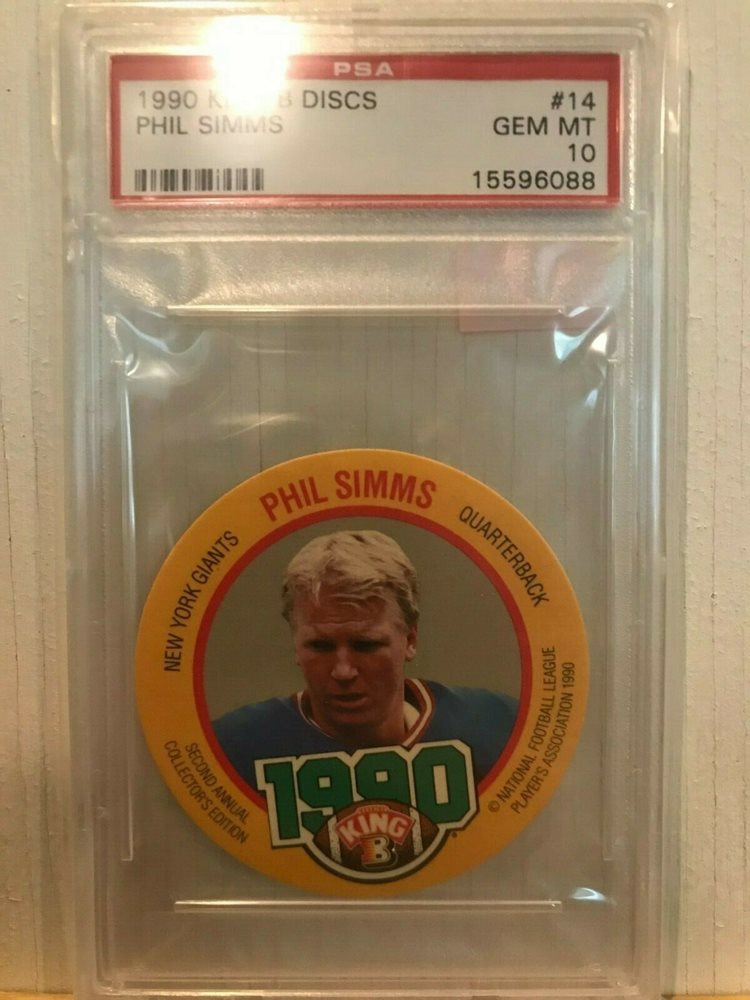 PSA
1990 K B DISCS
#14
PHIL SIMMS
GEM MT
10
15596088
PHIL SIMMS
NEW YORK GIANTS
QUARTERBACK
SECOND ANNUAL
COLLECTOR'S EDITION
© NATIONAL FOOTBALL LEAGUE
PLAYER'S ASSOCIATION 1990
1990
KING
B